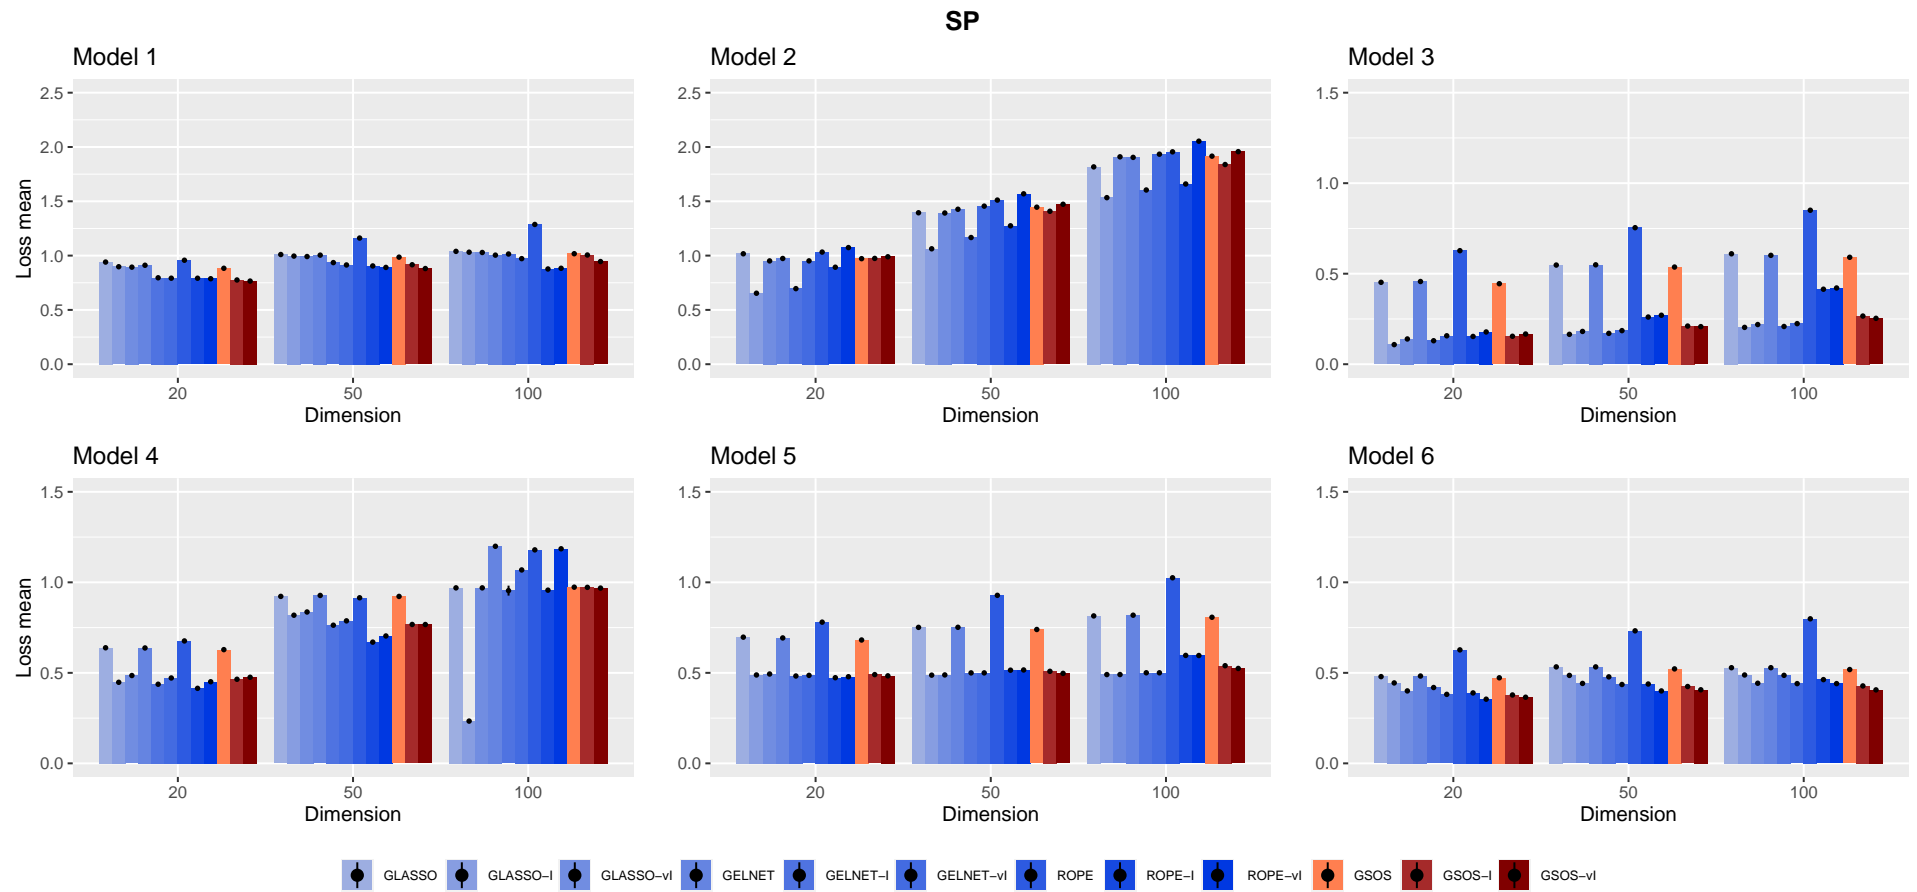 SP
Model 1
Model 2
Model 3
Loss mean
2.5
2.0
1.5
1.0
0.5
0.0
20
50
100
Dimension
2.5
2.0
1.5
1.0
0.5
0.0
20
50
100
Dimension
1.5
1.0
0.5
0.0
20
50
100
Dimension
Model 4
Model 5
Model 6
Loss mean
1.5
1.0
0.5
0.0
20
50
100
Dimension
1.5
1.0
0.5
0.0
20
50
100
Dimension
1.5
1.0
0.5
0.0
20
50
100
Dimension
GLASSO GLASSO−I GLASSO−vI GELNET GELNET−I GELNET−vI ROPE ROPE−I ROPE−vI GSOS GSOS−I GSOS−vI